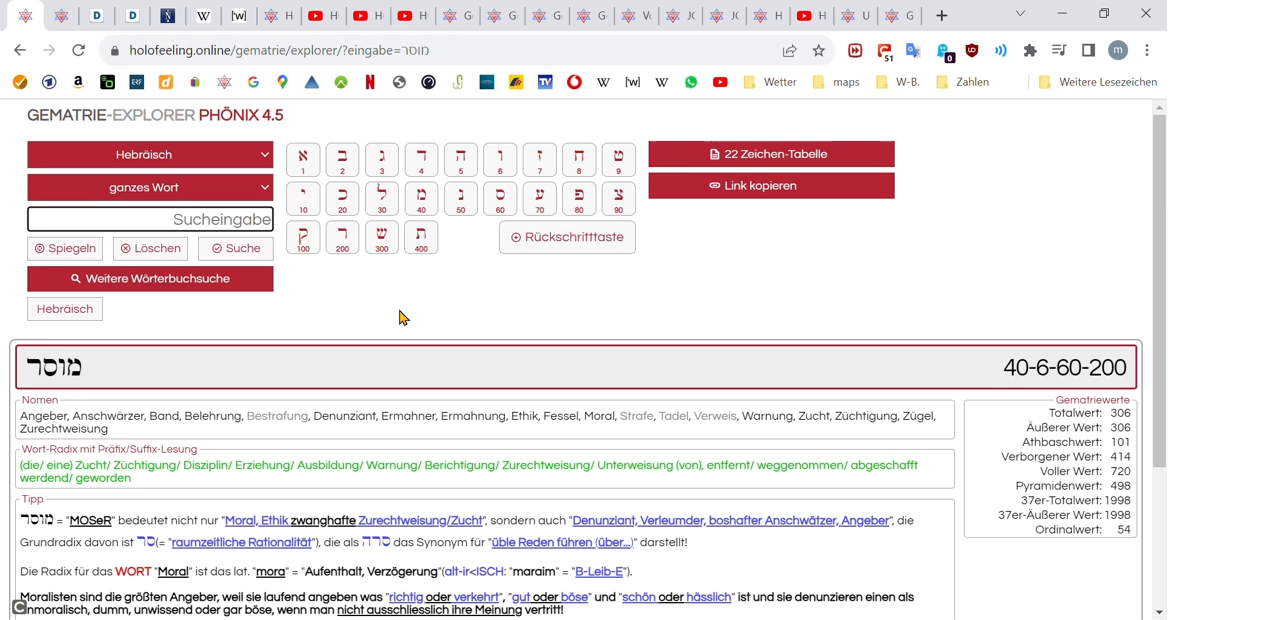 H
H
H
H
G
G
G
G
V
J(
J(
H
H
U
G
holofeeling.online/gematrie/explorer/?eingabe=מוסר
51
0
m
Wetter
maps
W-B.
Zahlen
Weitere Lesezeichen
GEMATRIE-EXPLORER PHÖNIX 4.5
Hebräisch
ganzes Wort
Sucheingabe
Spiegeln
Löschen
Suche
Weitere Wörterbuchsuche
Hebräisch
א ב ג ד ה ו ז ח ט
1 2 3 4 5 6 7 8 9
י כ ל מ נ ס ע פ צ
10 20 30 40 50 60 70 80 90
ק ר ש ת
100 200 300 400
Rückschritttaste
22 Zeichen-Tabelle
Link kopieren
מוסר 40-6-60-200
Nomen
Angeber, Anschwärzer, Band, Belehrung, Bestrafung, Denunziant, Ermahner, Ermahnung, Ethik, Fessel, Moral, Strafe, Tadel, Verweis, Warnung, Zucht, Züchtigung, Zügel,
Zurechtweisung
Wort-Radix mit Präfix/Suffix-Lesung
(die/ eine) Zucht/ Züchtigung/ Disziplin/ Erziehung/ Ausbildung/ Warnung/ Berichtigung/ Zurechtweisung/ Unterweisung (von), entfernt/ weggenommen/ abgeschafft
werdend/ geworden
Tipp
מוסר = "MOSeR" bedeutet nicht nur "Moral, Ethik zwanghafte Zurechtweisung/Zucht", sondern auch "Denunziant, Verleumder, boshafter Anschwätzer, Angeber", die
Grundradix davon ist סר(= "raumzeitliche Rationalität"), die als סרה das Synonym für "üble Reden führen (über...)" darstellt!
Die Radix für das WORT "Moral" ist das lat. "mora" = "Aufenthalt, Verzögerung"(alt-ir<ISCH: "maraim" = "B-Leib-E").
Moralisten sind die größten Angeber, weil sie laufend angeben was "richtig oder verkehrt", "gut oder böse" und "schön oder hässlich" ist und sie denunzieren einen als
unmoralisch, dumm, unwissend oder gar böse, wenn man nicht ausschliesslich ihre Meinung vertritt!
Gematriewerte
Totalwert: 306
Äußerer Wert: 306
Athbaschwert: 101
Verborgener Wert: 414
Voller Wert: 720
Pyramidenwert: 498
37er-Totalwert: 1998
37er-Äußerer Wert: 1998
Ordinalwert: 54